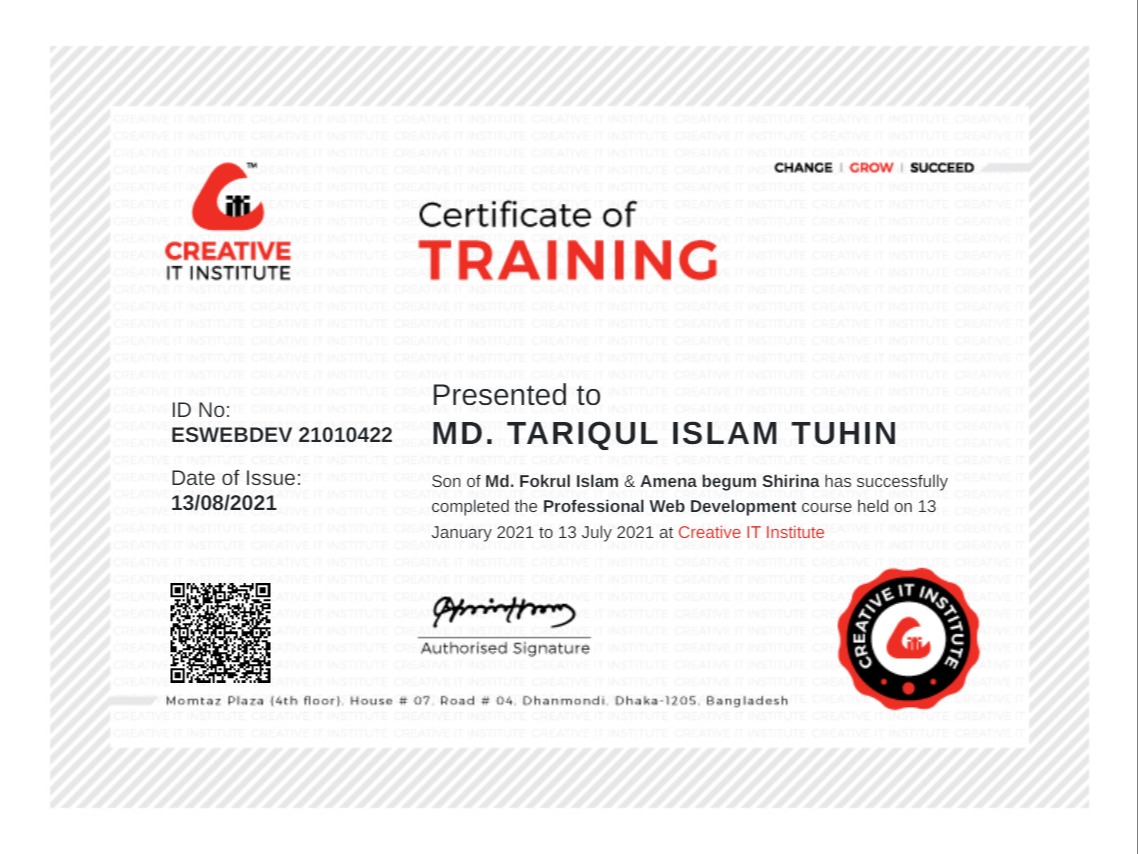 CHANGE | GROW | SUCCEED
iti
™
CREATIVE
IT INSTITUTE
Certificate of
TRAINING
ID No:
ESWEBDEV 21010422
Date of Issue:
13/08/2021
Presented to
MD. TARIQUL ISLAM TUHIN
Son of Md. Fokrul Islam & Amena begum Shirina has successfully
completed the Professional Web Development course held on 13
January 2021 to 13 July 2021 at Creative IT Institute
Authorised Signature
CREATIVE IT INSTITUTE
iti
Momtaz Plaza (4th floor), House # 07, Road # 04, Dhanmondi, Dhaka-1205, Bangladesh